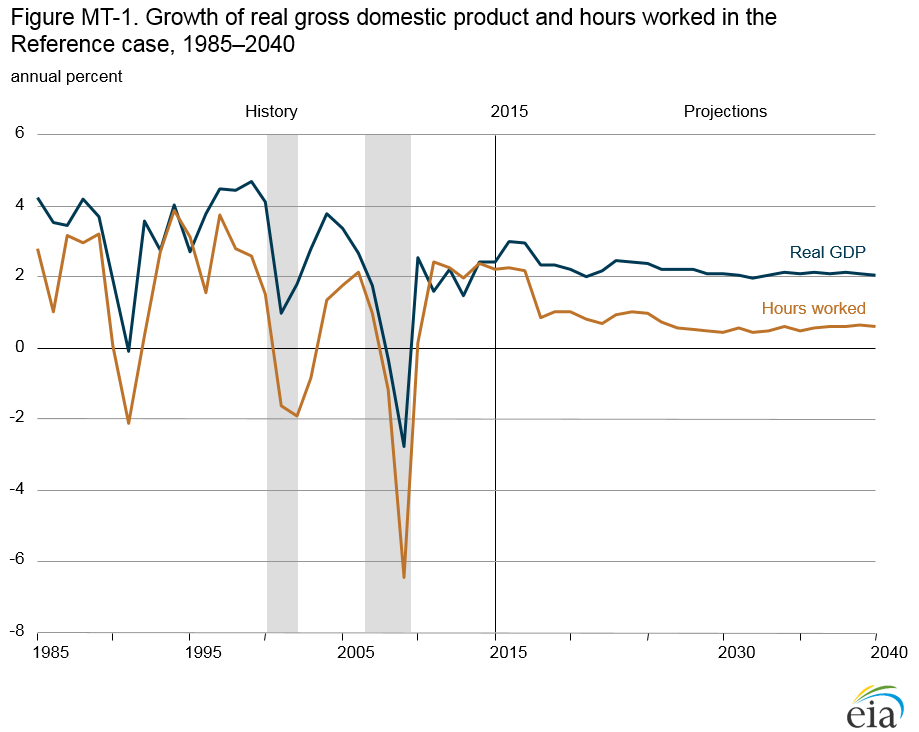 Figure MT-1. Growth of real gross domestic product and hours worked in the
Reference case, 1985–2040
annual percent
History
2015
Projections
6
4
2
0
-2
-4
-6
-8
Real GDP
Hours worked
1985
1995
2005
2015
2030
2040
eia